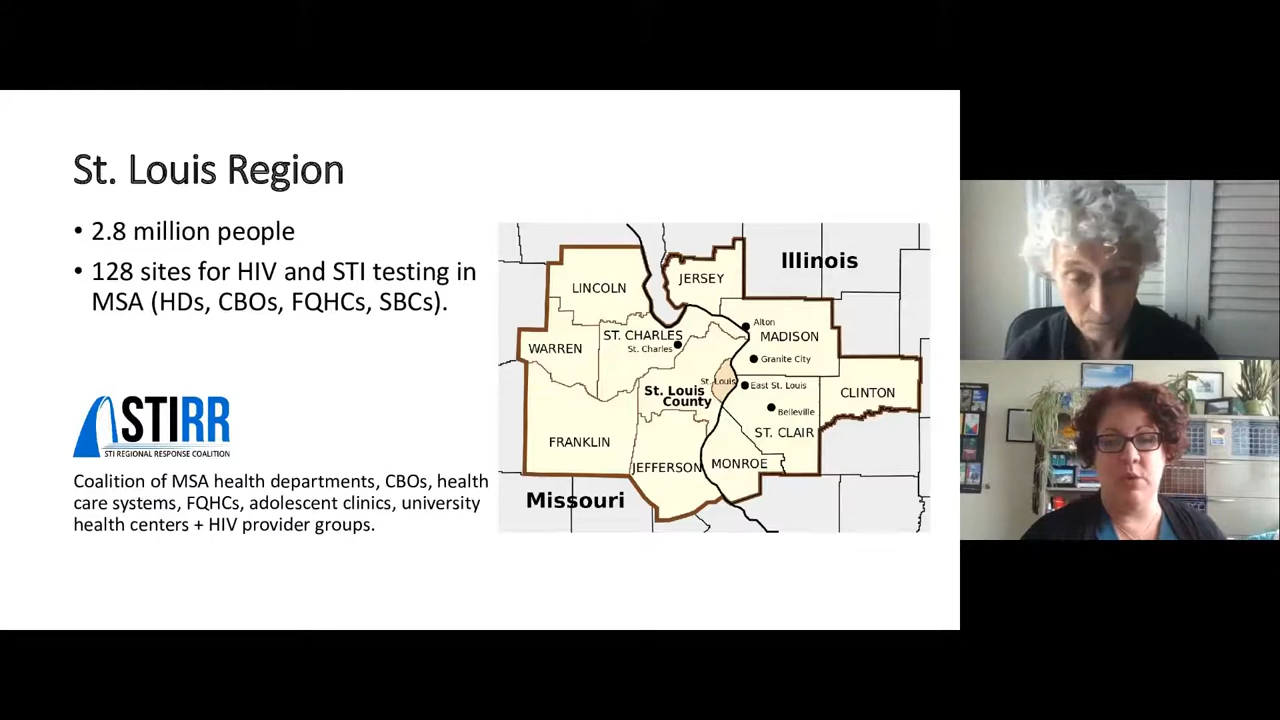 St. Louis Region
• 2.8 million people
• 128 sites for HIV and STI testing in
MSA (HDs, CBOs, FQHCs, SBCs).
STIRR
STI REGIONAL RESPONSE COALITION
Coalition of MSA health departments, CBOs, health
care systems, FQHCs, adolescent clinics, university
health centers + HIV provider groups.
Illinois
JERSEY
LINCOLN
Alton
ST. CHARLES
MADISON
St. Charles
WARREN
Granite City
St. Louis
East St. Louis
St. Louis
County
CLINTON
Belleville
ST. CLAIR
FRANKLIN
JEFFERSON
MONROE
Missouri